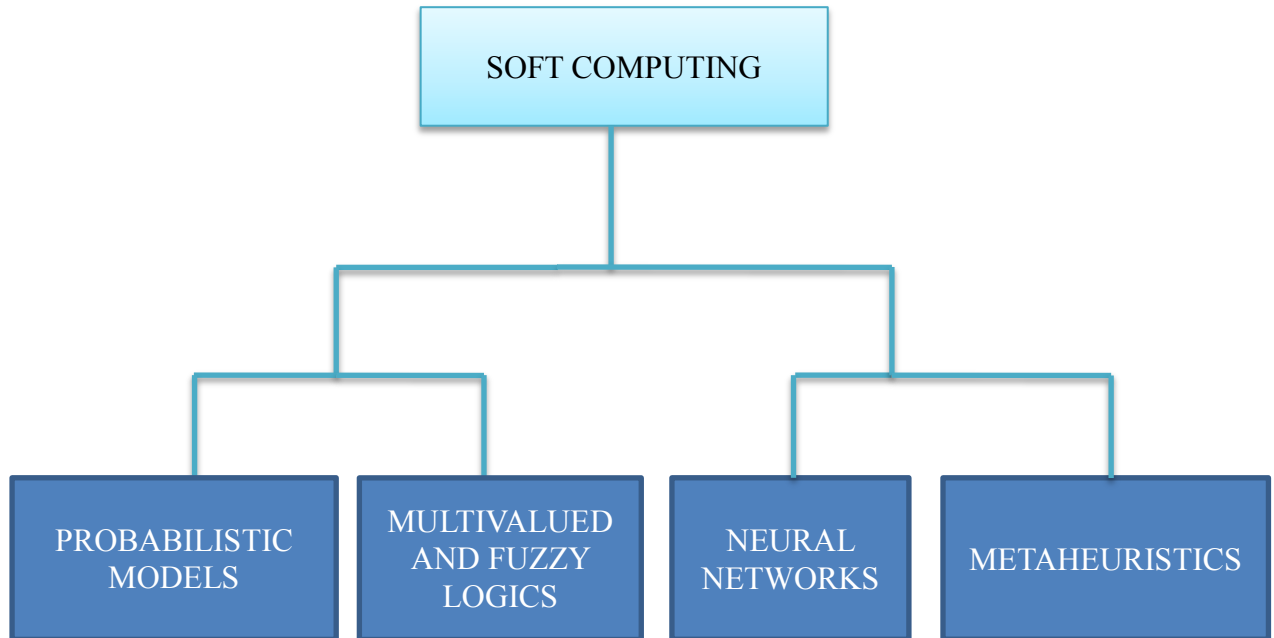 SOFT COMPUTING
PROBABILISTIC
MODELS
MULTIVALUED
AND FUZZY
LOGICS
NEURAL
NETWORKS
METAHEURISTICS